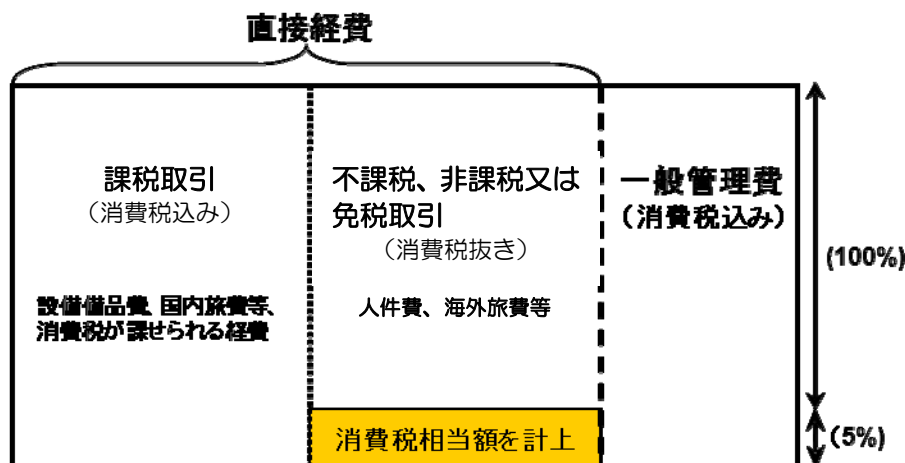 直接経費
課税取引
（消費税込み）
設備備品費、国内旅費等、
消費税が課せられる経費
不課税、非課税又は
免税取引
（消費税抜き）
人件費、海外旅費等
消費税相当額を計上
一般管理費
（消費税込み）
(100%)
(5%)